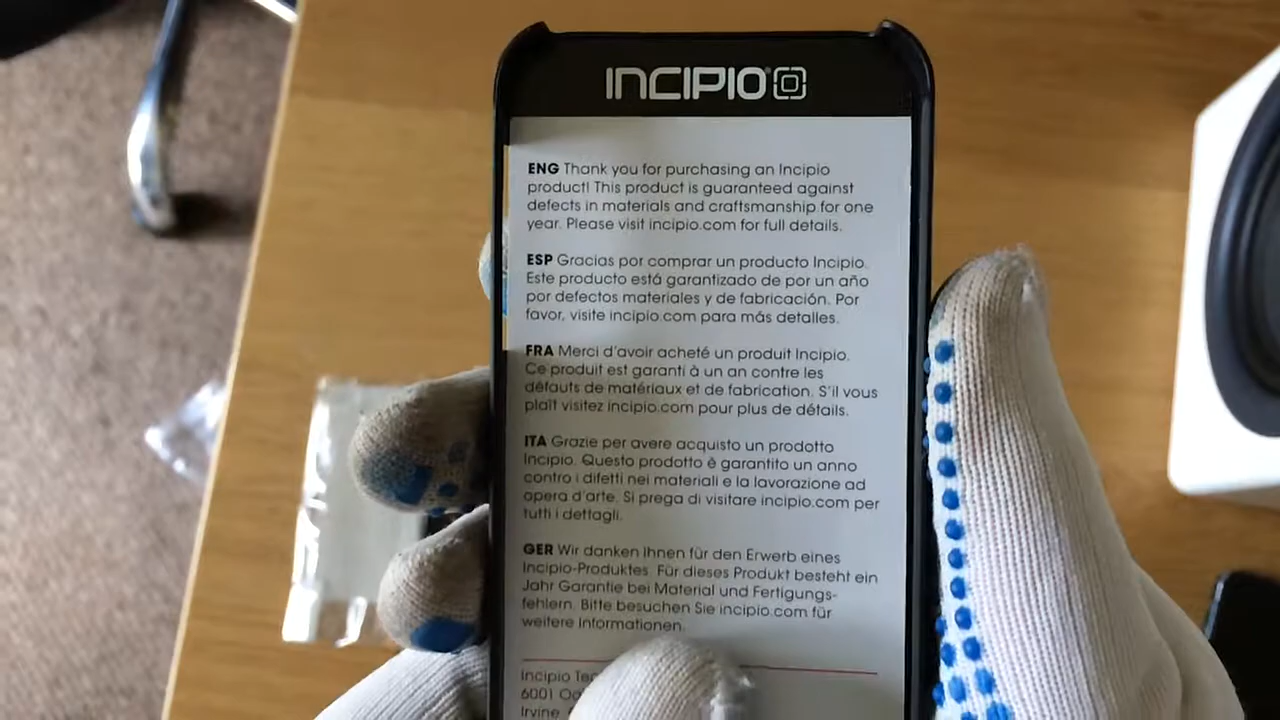 INCIPIO
ENG Thank you for purchasing an Incipio
product! This product is guaranteed against
defects in materials and craftsmanship for one
year. Please visit incipio.com for full details.
ESP Gracias por comprar un producto Incipio.
Este producto está garantizado de por un año
por defectos materiales y de fabricación. Por
favor, visite incipio.com para más detalles.
FRA Merci d'avoir acheté un produit Incipio.
Ce produit est garanti à un an contre les
défauts de matériaux et de fabrication. S'il vous
plaît visitez incipio.com pour plus de détails.
ITA Grazie per avere acquisto un prodotto
Incipio. Questo prodotto è garantito un anno
contro i difetti nei materiali e la lavorazione ad
opera d'arte. Si prega di visitare incipio.com per
tutti i dettagli.
GER Wir danken Ihnen für den Erwerb eines
Incipio-Produktes. Für dieses Produkt besteht ein
Jahr Garantie bei Material und Fertigungs-
fehlern. Bitte besuchen Sie incipio.com für
weitere Informationen.
Incipio
6001
Irvine